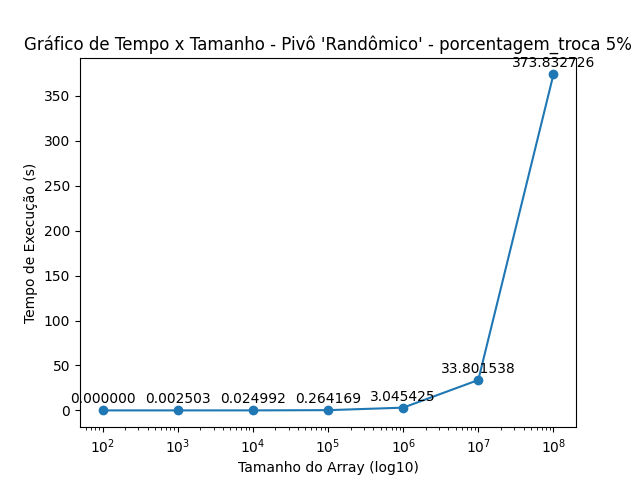 Gráfico de Tempo x Tamanho - Pivô 'Randômico' - porcentagem_troca 5%
373.832726
350
300
250
200
150
100
50
0
Tempo de Execução (s)
33.801538
0.000000 0.002503 0.024992 0.264169 3.045425
10² 10³ 10⁴ 10⁵ 10⁶ 10⁷ 10⁸
Tamanho do Array (log10)